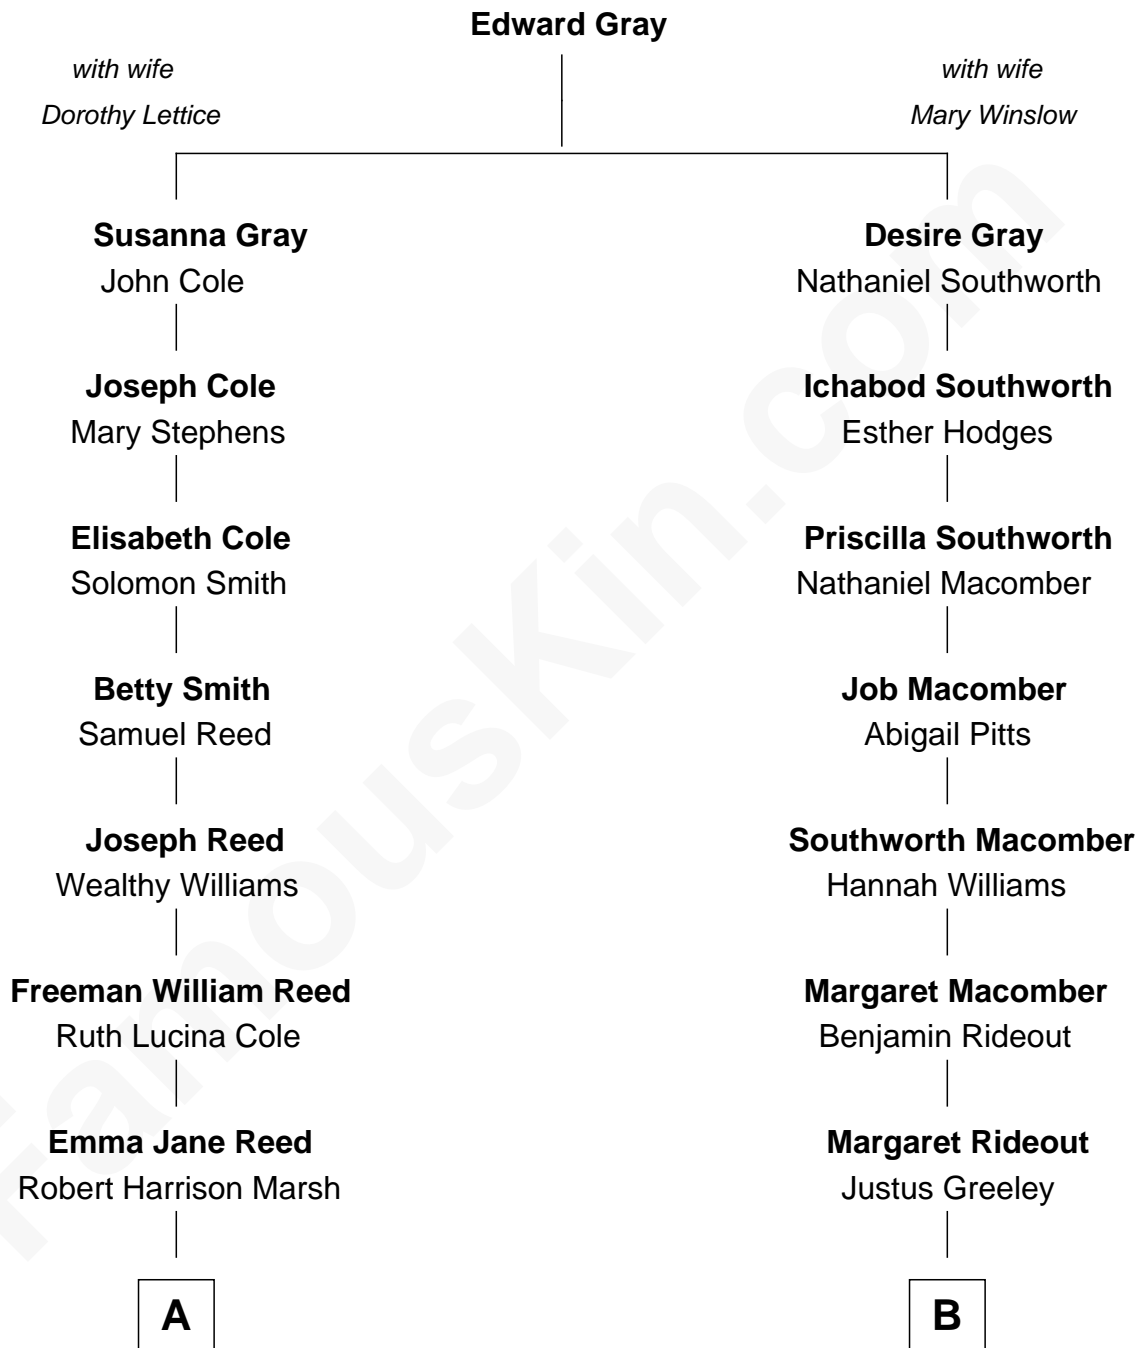 Edward Gray
with wife
Dorothy Lettice
with wife
Mary Winslow
Susanna Gray
John Cole
Desire Gray
Nathaniel Southworth
Joseph Cole
Mary Stephens
Ichabod Southworth
Esther Hodges
Elisabeth Cole
Solomon Smith
Priscilla Southworth
Nathaniel Macomber
Betty Smith
Samuel Reed
Job Macomber
Abigail Pitts
Joseph Reed
Wealthy Williams
Southworth Macomber
Hannah Williams
Freeman William Reed
Ruth Lucina Cole
Margaret Macomber
Benjamin Rideout
Emma Jane Reed
Robert Harrison Marsh
Margaret Rideout
Justus Greeley
A
B
FamousKin.com